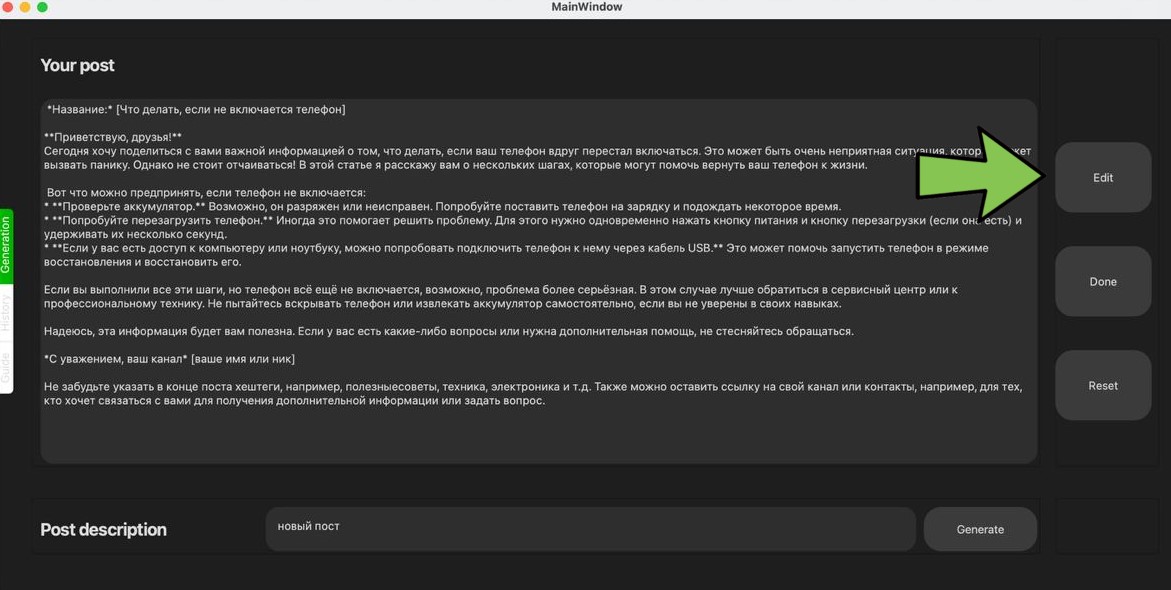 MainWindow
Your post
*Название:* [Что делать, если не включается телефон]
**Приветствую, друзья!**
Сегодня хочу поделиться с вами важной информацией о том, что делать, если ваш телефон вдруг перестал включаться. Это может быть очень неприятная ситуация,
вызвать панику. Однако не стоит отчаиваться! В этой статье я расскажу вам о нескольких шагах, которые могут помочь вернуть ваш телефон к жизни.
Вот что можно предпринять, если телефон не включается:
* **Проверьте аккумулятор.** Возможно, он разряжен или неисправен. Попробуйте поставить телефон на зарядку и подождать некоторое время.
* **Попробуйте перезагрузить телефон.** Иногда это помогает решить проблему. Для этого нужно одновременно нажать кнопку питания и кнопку перезагрузки (если она есть) и
удерживать их несколько секунд.
* **Если у вас есть доступ к компьютеру или ноутбуку, можно попробовать подключить телефон к нему через кабель USB.** Это может помочь запустить телефон в режиме
восстановления и восстановить его.
Если вы выполнили все эти шаги, но телефон всё ещё не включается, возможно, проблема более серьёзная. В этом случае лучше обратиться в сервисный центр или к
профессиональному технику. Не пытайтесь вскрывать телефон или извлекать аккумулятор самостоятельно, если вы не уверены в своих навыках.
Надеюсь, эта информация будет вам полезна. Если у вас есть какие-либо вопросы или нужна дополнительная помощь, не стесняйтесь обращаться.
*С уважением, ваш канал* [ваше имя или ник]
Не забудьте указать в конце поста хештеги, например, полезныесоветы, техника, электроника и т.д. Также можно оставить ссылку на свой канал или контакты, например, для тех,
кто хочет связаться с вами для получения дополнительной информации или задать вопрос.
Edit
Done
Reset
Generation
History
Guide
Post description
новый пост
Generate